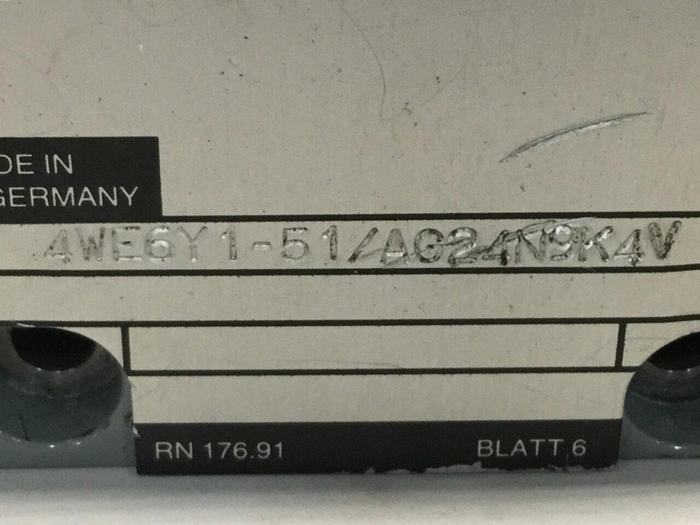 DE IN
GERMANY
4WE6Y1-51/AG24N9K4V
RN 176.91 BLATT 6